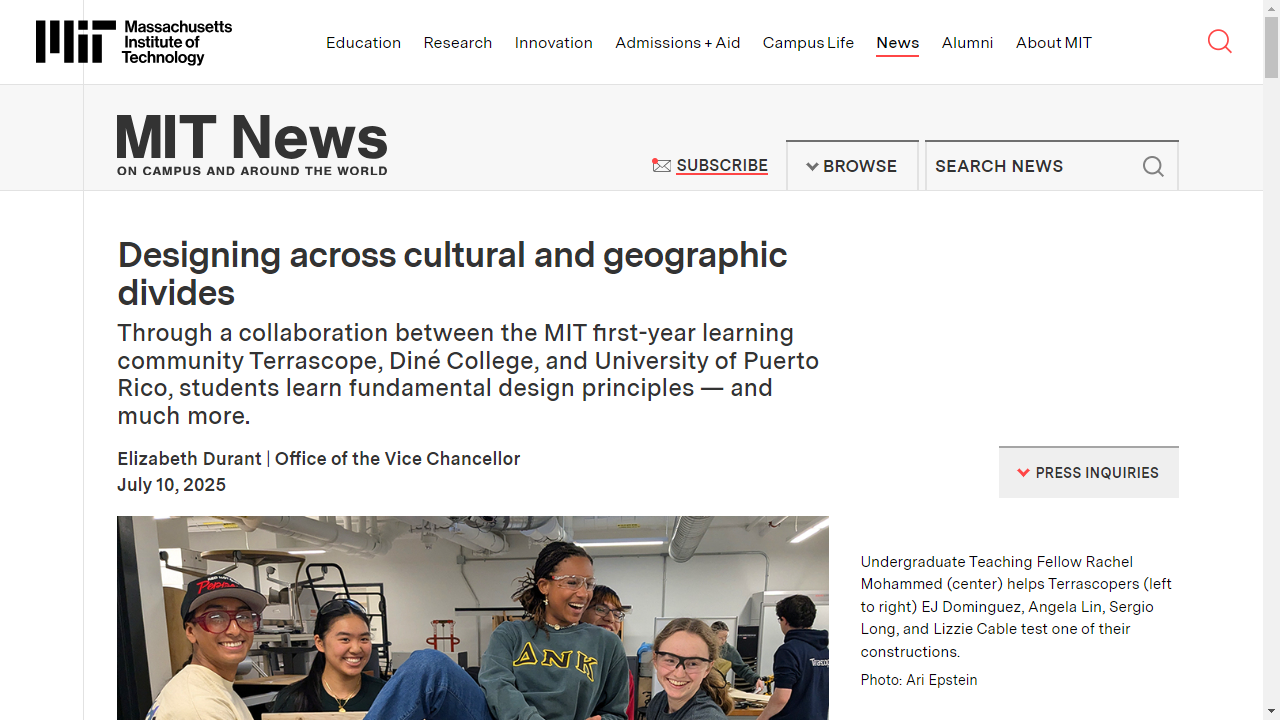 Massachusetts
Institute of
Technology
Education
Research
Innovation
Admissions + Aid
Campus Life
News
Alumni
About MIT
MIT News
ON CAMPUS AND AROUND THE WORLD
SUBSCRIBE
BROWSE
SEARCH NEWS
Designing across cultural and geographic
divides
Through a collaboration between the MIT first-year learning
community Terrascope, Diné College, and University of Puerto
Rico, students learn fundamental design principles — and
much more.
Elizabeth Durant | Office of the Vice Chancellor
July 10, 2025
PRESS INQUIRIES
ΔNK
Undergraduate Teaching Fellow Rachel
Mohammed (center) helps Terrascopers (left
to right) EJ Dominguez, Angela Lin, Sergio
Long, and Lizzie Cable test one of their
constructions.
Photo: Ari Epstein